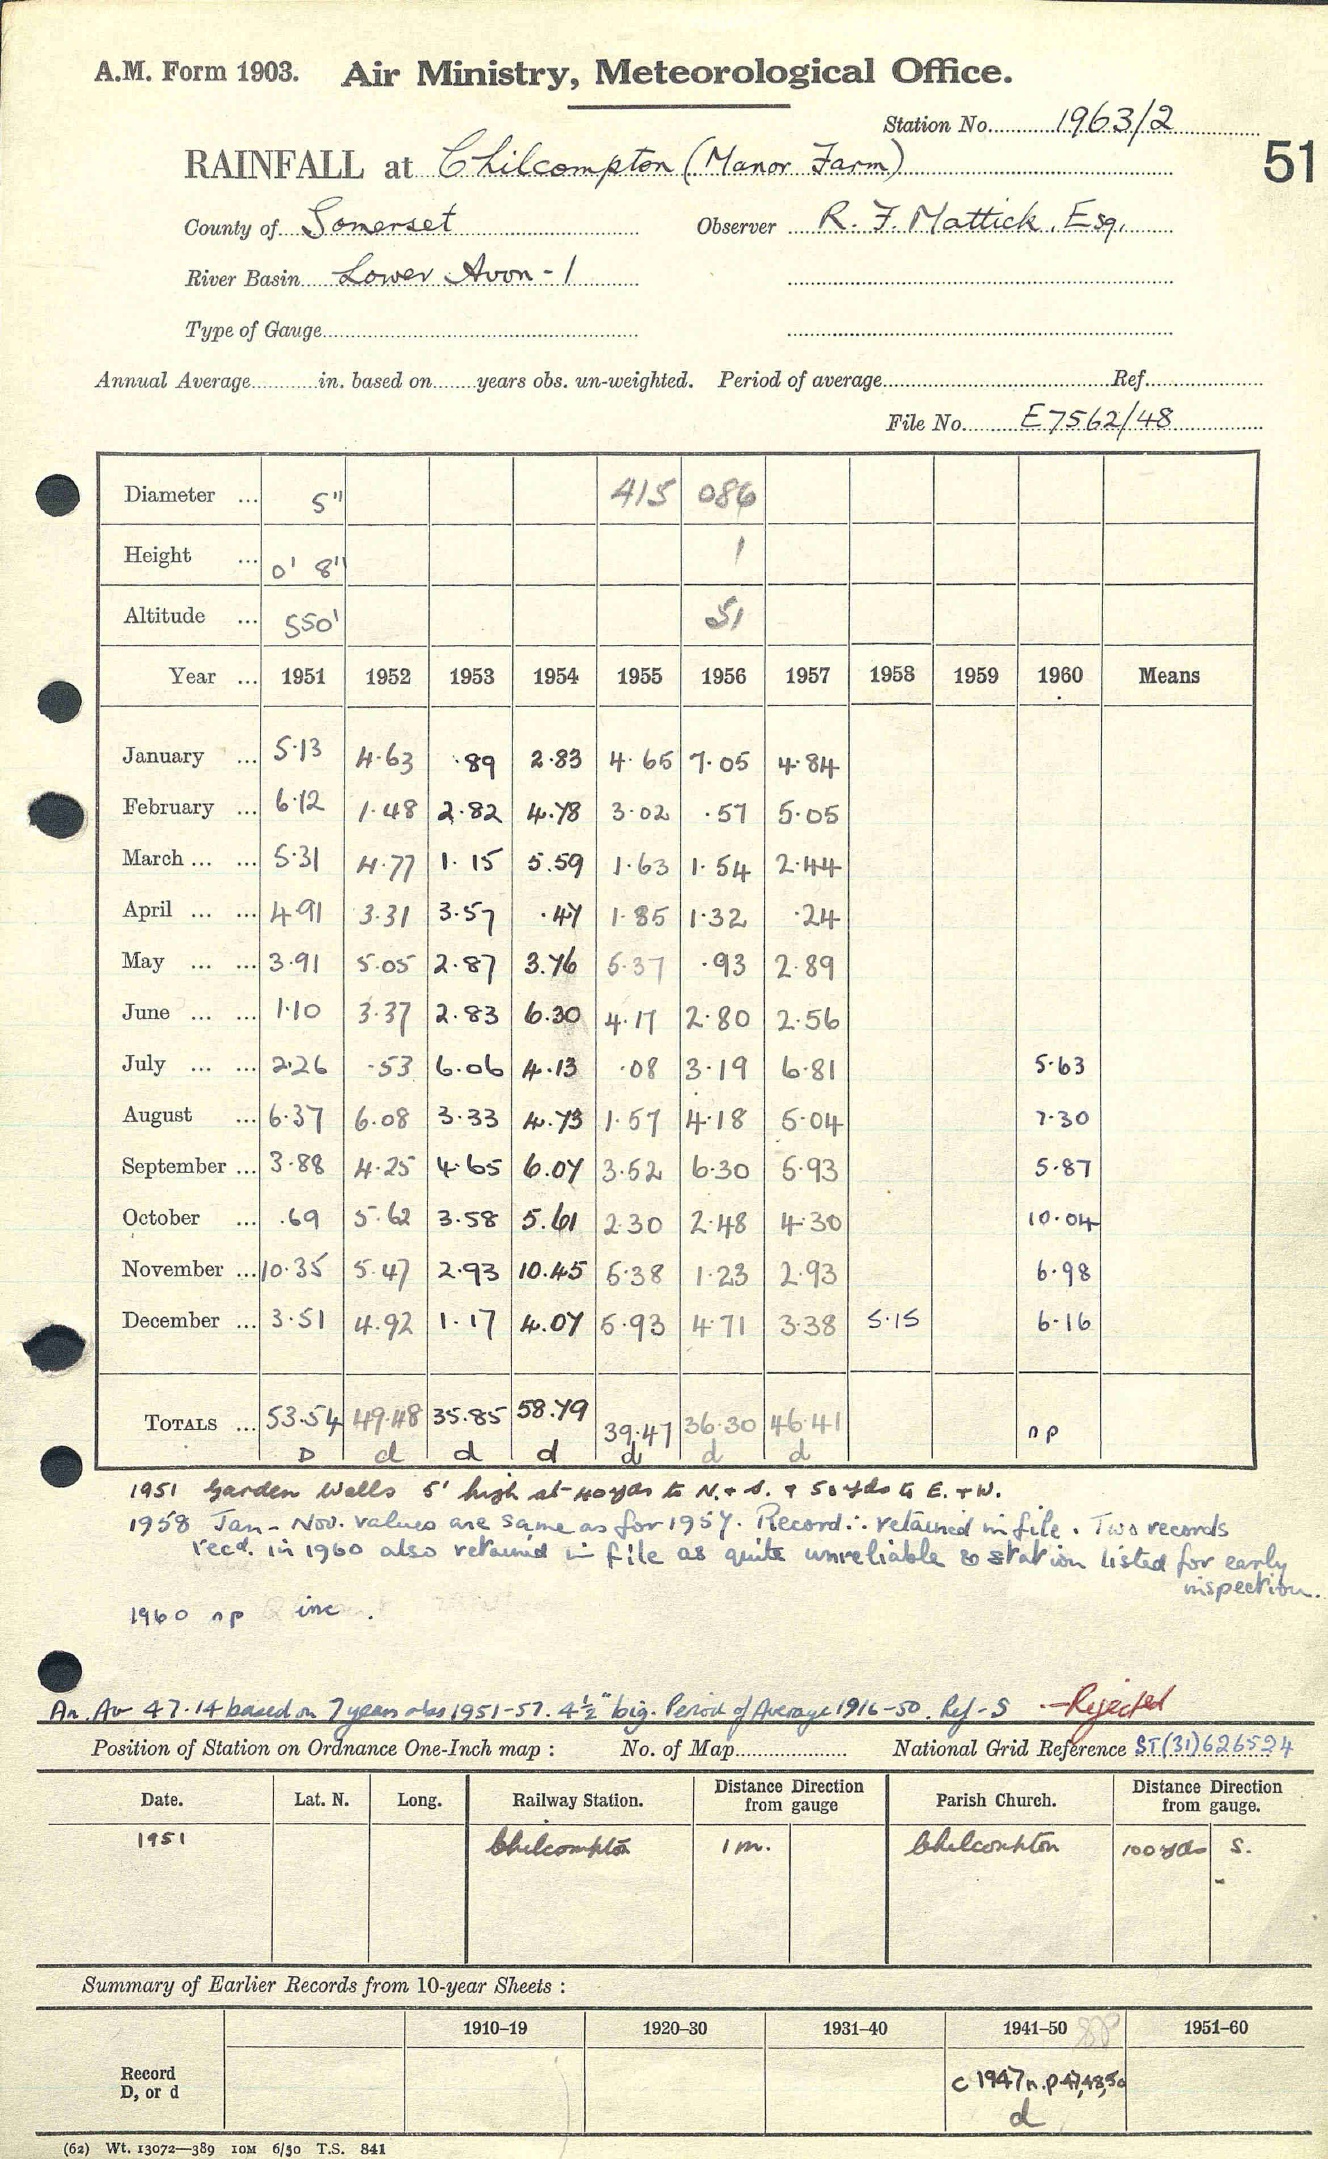 A.M. Form 1903. Air Ministry, Meteorological Office.
Station No. 1963/2
51
RAINFALL at Chilcompton (Manor Farm)
County of Somerset Observer R. F. Mattick, Esq.
River Basin Lower Avon - 1
Type of Gauge
Annual Average in. based on years obs. un-weighted. Period of average Ref.
File No. E7562/48
Diameter ... 5" 415 086
Height ... 0' 8" 1
Altitude ... 550' 51
Year ... 1951 1952 1953 1954 1955 1956 1957 1958 1959 1960 Means
January ... 5.13 4.63 .89 2.83 4.65 7.05 4.84
February ... 6.12 1.48 2.82 4.78 3.02 .57 5.05
March ... ... 5.31 4.77 1.15 5.59 1.63 1.54 2.44
April ... ... 4.91 3.31 3.57 .47 1.85 1.32 .24
May ... ... 3.91 5.05 2.87 3.76 5.37 .93 2.89
June ... ... 1.10 3.37 2.83 6.30 4.17 2.80 2.56
July ... ... 2.26 .53 6.06 4.13 .08 3.19 6.81 5.63
August ... 6.37 6.08 3.33 4.73 1.57 4.18 5.04 7.30
September ... 3.88 4.25 4.65 6.07 3.52 6.30 5.93 5.87
October ... .69 5.62 3.58 5.61 2.30 2.48 4.30 10.04
November ... 10.35 5.47 2.93 10.45 5.38 1.23 2.93 6.98
December ... 3.51 4.92 1.17 4.07 5.93 4.71 3.38 5.15 6.16
TOTALS ... 53.54 49.48 35.85 58.79 39.47 36.30 46.41 np
D d d d d d d
1951 Garden Walls 5' high at 40 yds to N. + S. + 50 yds to E. + W.
1958 Jan - Nov. values are same as for 1957. Record ∴ retained in file. Two records
recd. in 1960 also retained in file as quite unreliable & station listed for early
inspection.
1960 np inc.
An. Av 47.14 based on 7 years obs 1951-57. 4½" big. Period of Average 1916-50. Ref - S - Rejected
Position of Station on Ordnance One-Inch map : No. of Map National Grid Reference ST(31)626524
Date. Lat. N. Long. Railway Station. Distance Direction from gauge Parish Church. Distance Direction from gauge.
1951 Chilcompton 1 m. Chilcompton 100 yds S.
Summary of Earlier Records from 10-year Sheets :
1910–19 1920–30 1931–40 1941–50 1951–60
Record
D, or d
c 1947 n.p 47,48,50
d
(62) Wt. 13072—389 10M 6/50 T.S. 841